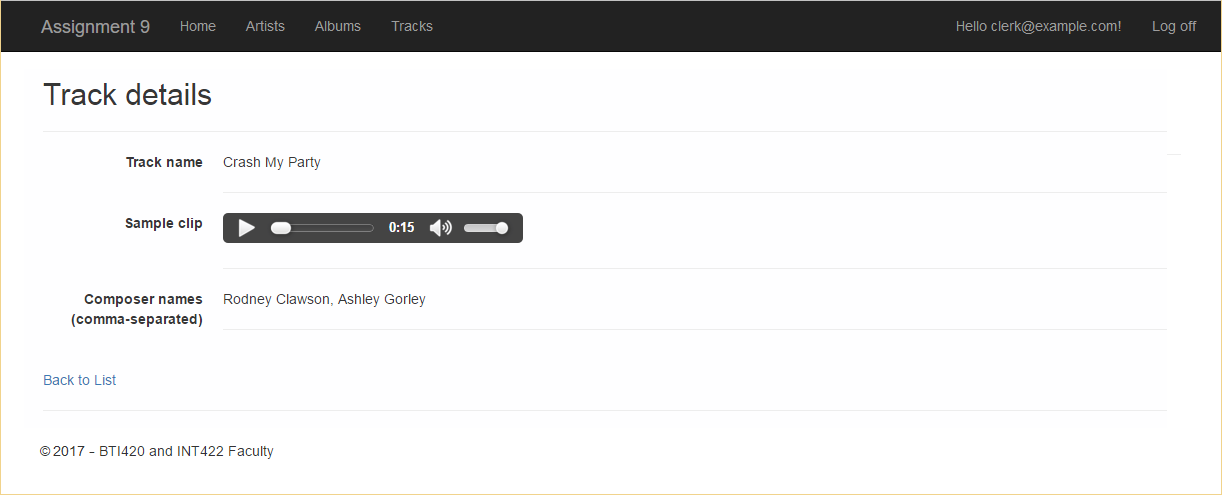 Assignment 9 Home Artists Albums Tracks Hello clerk@example.com! Log off
Track details
Track name Crash My Party
Sample clip 0:15
Composer names Rodney Clawson, Ashley Gorley
(comma-separated)
Back to List
© 2017 - BTI420 and INT422 Faculty